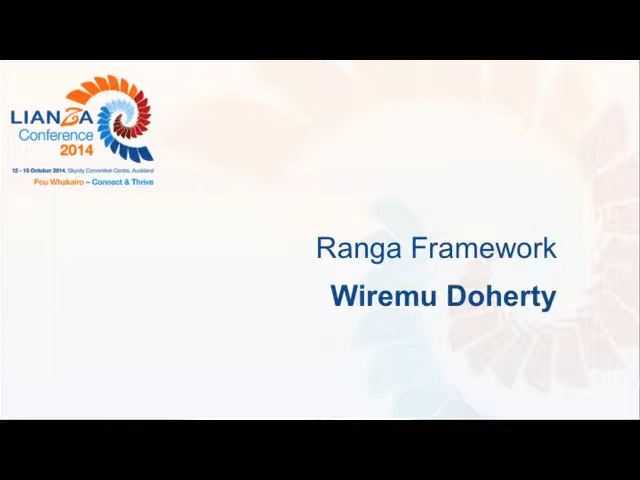 LIANZA
Conference
2014
12 - 15 October 2014, Skycity Convention Centre, Auckland
Pou Whakairo – Connect & Thrive
Ranga Framework
Wiremu Doherty